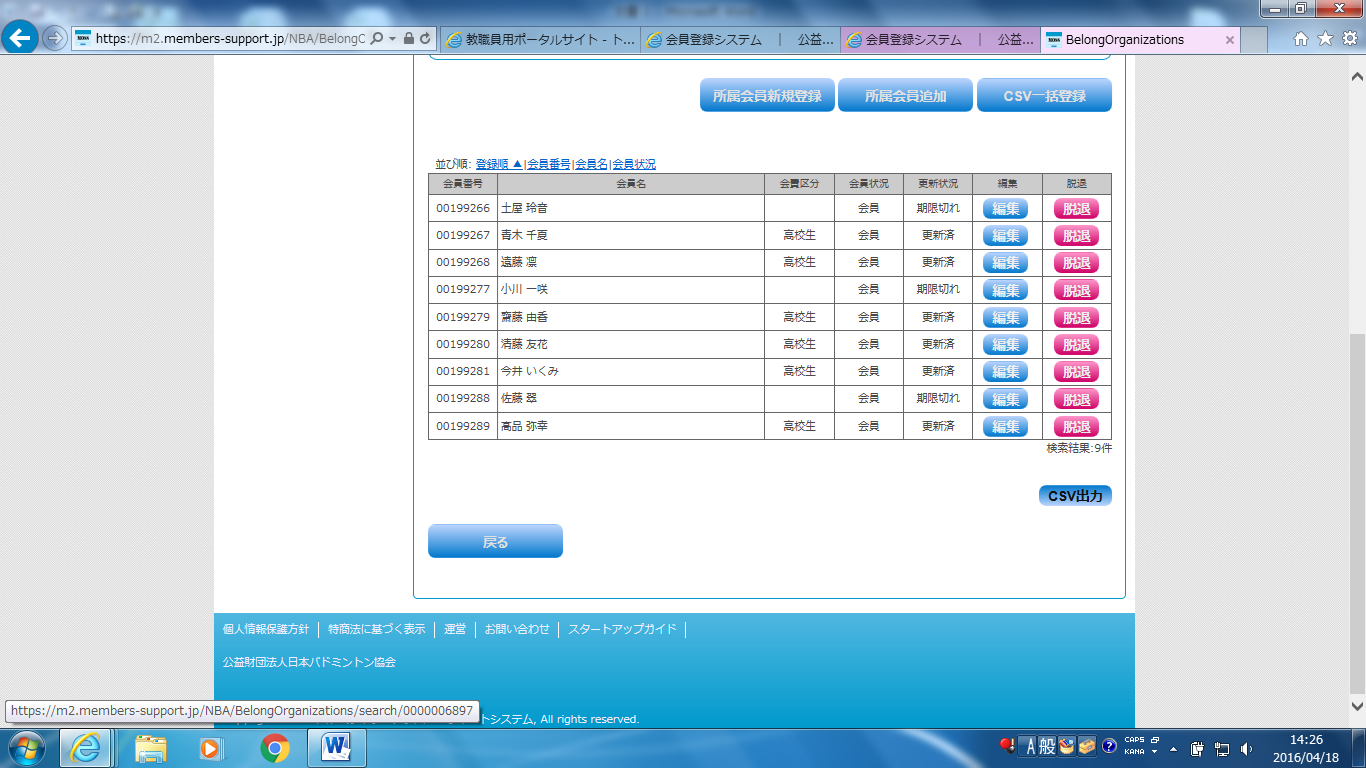 https://m2.members-support.jp/NBA/BelongO
教職員用ポータルサイト - ト...
会員登録システム ｜ 公益...
会員登録システム ｜ 公益...
BelongOrganizations
所属会員新規登録 所属会員追加 CSV一括登録
並び順: 登録順 ▲|会員番号|会員名|会員状況
会員番号 会員名 会費区分 会員状況 更新状況 編集 脱退
00199266 土屋 玲音 会員 期限切れ 編集 脱退
00199267 青木 千夏 高校生 会員 更新済 編集 脱退
00199268 遠藤 凛 高校生 会員 更新済 編集 脱退
00199277 小川 一咲 会員 期限切れ 編集 脱退
00199279 齋藤 由香 高校生 会員 更新済 編集 脱退
00199280 清藤 友花 高校生 会員 更新済 編集 脱退
00199281 今井 いくみ 高校生 会員 更新済 編集 脱退
00199288 佐藤 翠 会員 期限切れ 編集 脱退
00199289 高品 弥幸 高校生 会員 更新済 編集 脱退
検索結果:9件
CSV出力
戻る
個人情報保護方針 特商法に基づく表示 運営 お問い合わせ スタートアップガイド
公益財団法人日本バドミントン協会
https://m2.members-support.jp/NBA/BelongOrganizations/search/0000006897
トシステム, All rights reserved.
A 般 CAPS KANA
14:26
2016/04/18